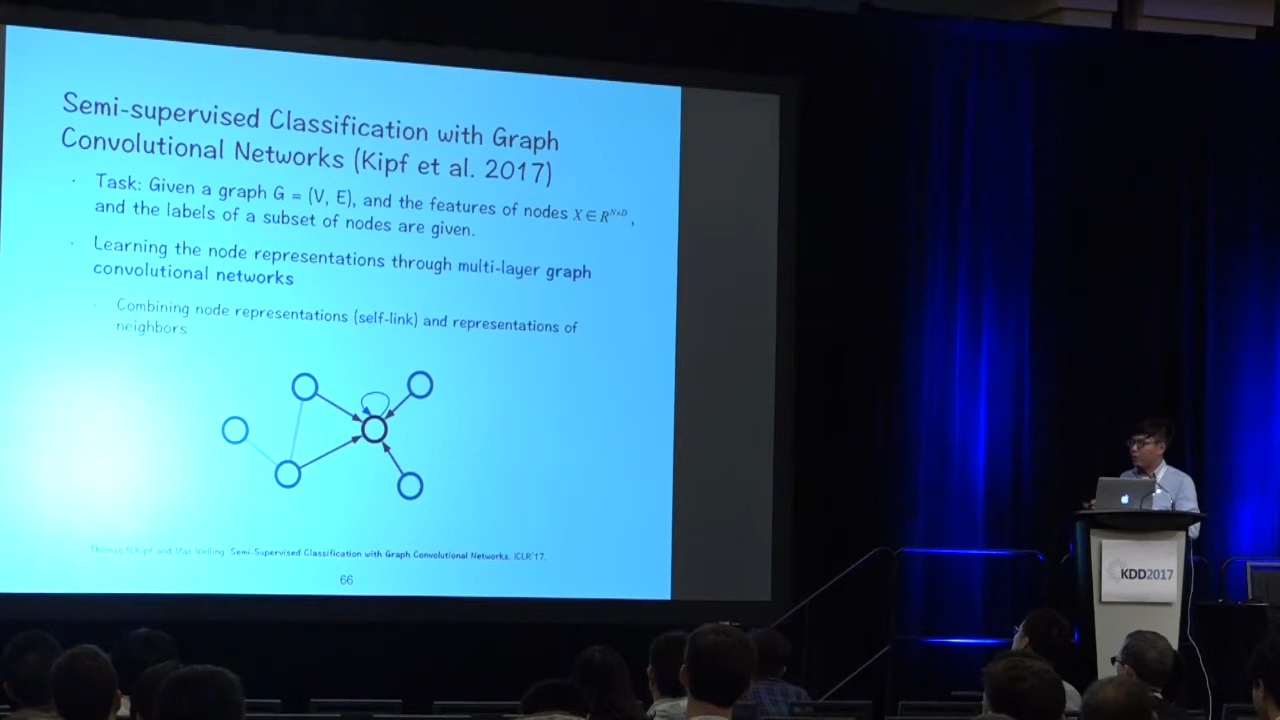 Semi-supervised Classification with Graph
Convolutional Networks (Kipf et al. 2017)
· Task: Given a graph G = (V, E), and the features of nodes X ∈ R^{N×D},
and the labels of a subset of nodes are given.
· Learning the node representations through multi-layer graph
convolutional networks
· Combining node representations (self-link) and representations of
neighbors
Thomas N Kipf and Max Welling. Semi-Supervised Classification with Graph Convolutional Networks. ICLR'17.
66
KDD2017